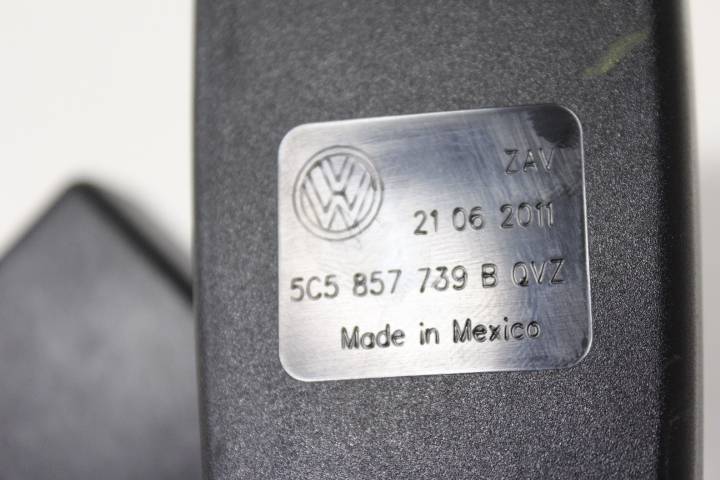 ZAV
21 06 2011
5C5 857 739 B QVZ
Made in Mexico